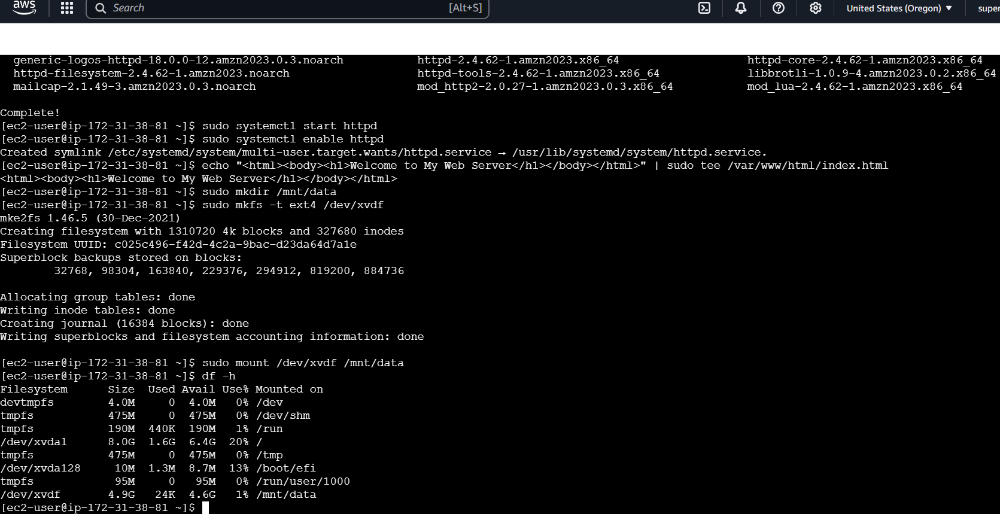 aws Search [Alt+S] United States (Oregon) ▼ super
generic-logos-httpd-18.0.0-12.amzn2023.0.3.noarch httpd-2.4.62-1.amzn2023.x86_64 httpd-core-2.4.62-1.amzn2023.x86_64
httpd-filesystem-2.4.62-1.amzn2023.noarch httpd-tools-2.4.62-1.amzn2023.x86_64 libbrotli-1.0.9-4.amzn2023.0.2.x86_64
mailcap-2.1.49-3.amzn2023.0.3.noarch mod_http2-2.0.27-1.amzn2023.0.3.x86_64 mod_lua-2.4.62-1.amzn2023.x86_64
Complete!
[ec2-user@ip-172-31-38-81 ~]$ sudo systemctl start httpd
[ec2-user@ip-172-31-38-81 ~]$ sudo systemctl enable httpd
Created symlink /etc/systemd/system/multi-user.target.wants/httpd.service → /usr/lib/systemd/system/httpd.service.
[ec2-user@ip-172-31-38-81 ~]$ echo "<html><body><h1>Welcome to My Web Server</h1></body></html>" | sudo tee /var/www/html/index.html
<html><body><h1>Welcome to My Web Server</h1></body></html>
[ec2-user@ip-172-31-38-81 ~]$ sudo mkdir /mnt/data
[ec2-user@ip-172-31-38-81 ~]$ sudo mkfs -t ext4 /dev/xvdf
mke2fs 1.46.5 (30-Dec-2021)
Creating filesystem with 1310720 4k blocks and 327680 inodes
Filesystem UUID: c025c496-f42d-4c2a-9bac-d23da64d7a1e
Superblock backups stored on blocks:
32768, 98304, 163840, 229376, 294912, 819200, 884736
Allocating group tables: done
Writing inode tables: done
Creating journal (16384 blocks): done
Writing superblocks and filesystem accounting information: done
[ec2-user@ip-172-31-38-81 ~]$ sudo mount /dev/xvdf /mnt/data
[ec2-user@ip-172-31-38-81 ~]$ df -h
Filesystem Size Used Avail Use% Mounted on
devtmpfs 4.0M 0 4.0M 0% /dev
tmpfs 475M 0 475M 0% /dev/shm
tmpfs 190M 440K 190M 1% /run
/dev/xvda1 8.0G 1.6G 6.4G 20% /
tmpfs 475M 0 475M 0% /tmp
/dev/xvda128 10M 1.3M 8.7M 13% /boot/efi
tmpfs 95M 0 95M 0% /run/user/1000
/dev/xvdf 4.9G 24K 4.6G 1% /mnt/data
[ec2-user@ip-172-31-38-81 ~]$